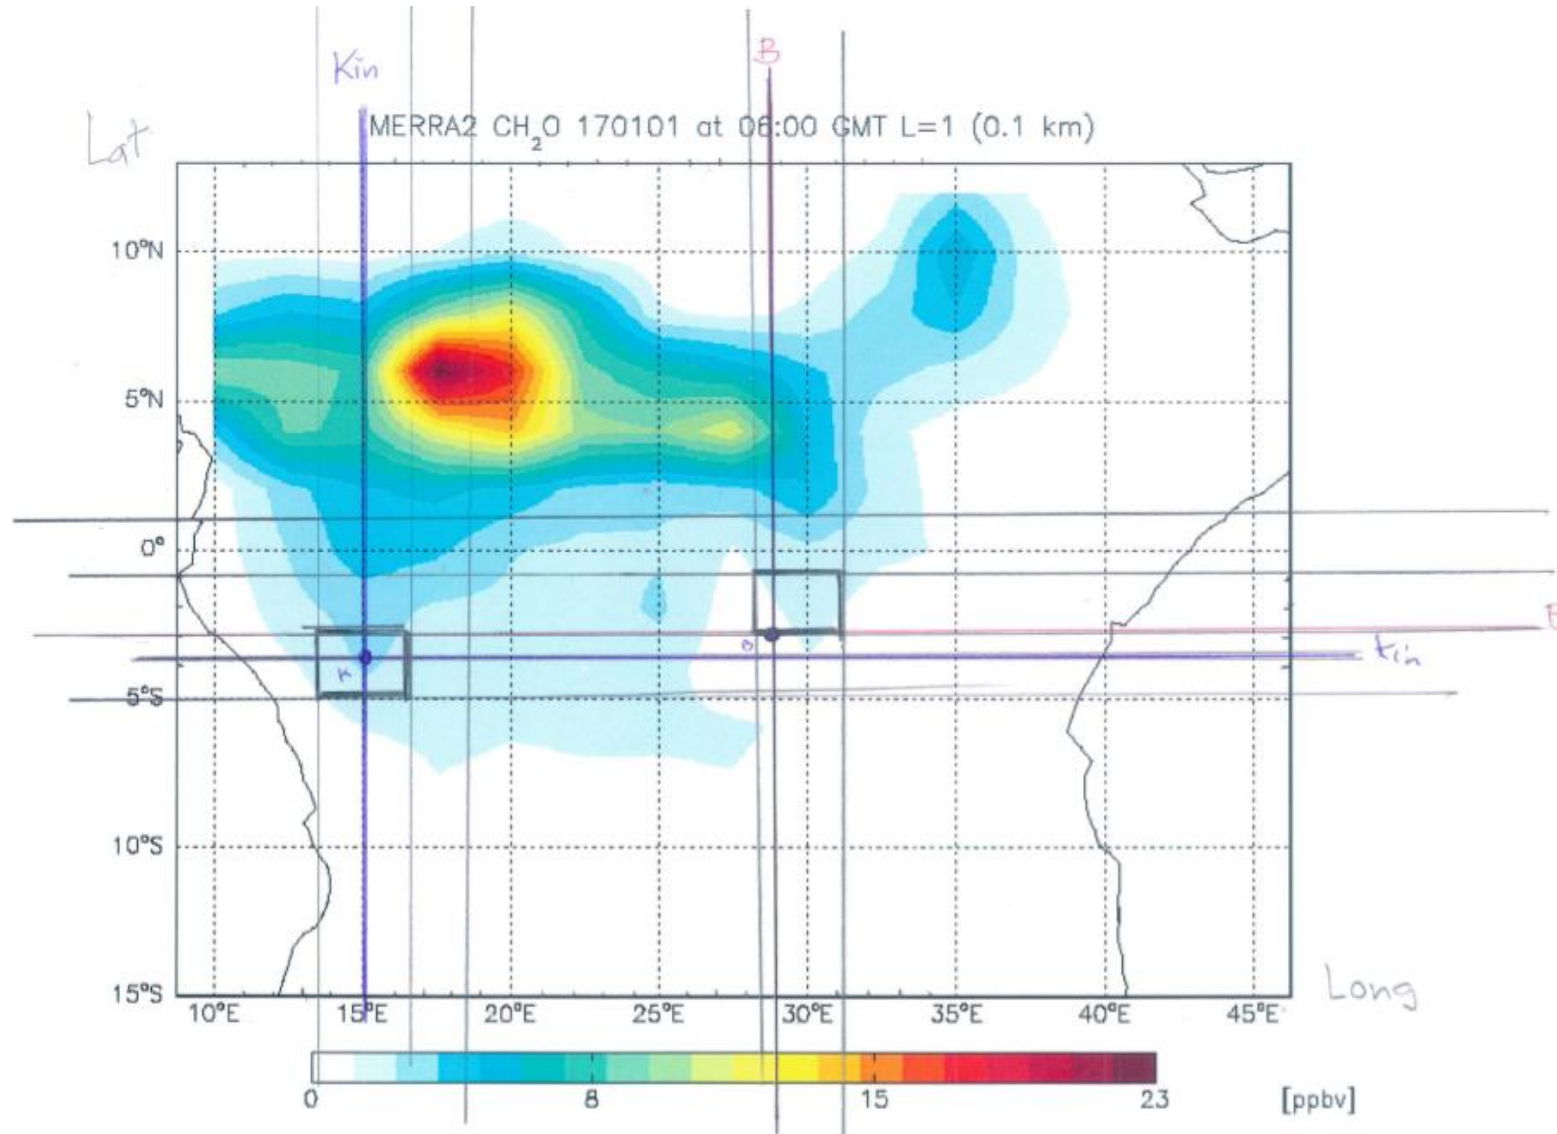 Kin
B
Lat
MERRA2 CH₂O 170101 at 06:00 GMT L=1 (0.1 km)
10°N
5°N
0°
B
Kin
K
5°S
10°S
15°S
10°E 15°E 20°E 25°E 30°E 35°E 40°E 45°E
Long
0 8 15 23 [ppbv]